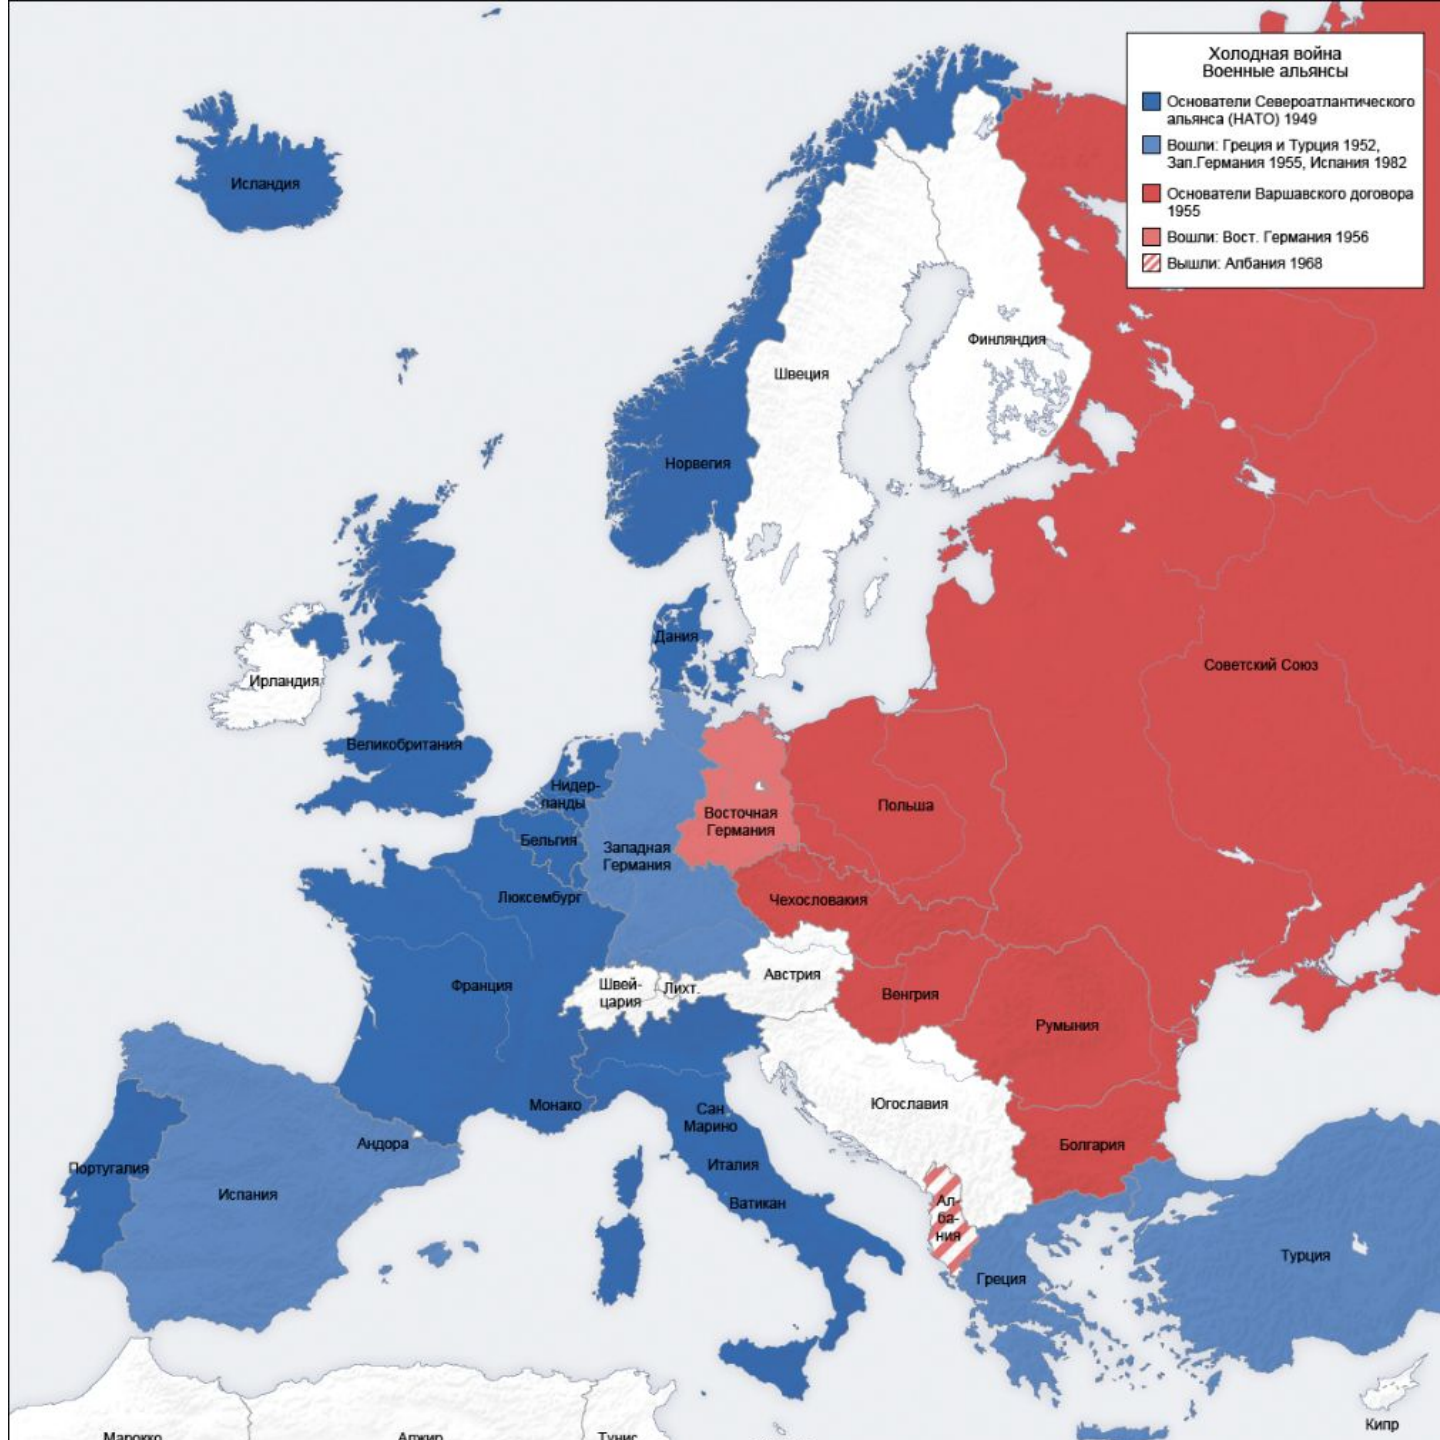 Холодная война
Военные альянсы
Основатели Североатлантического
альянса (НАТО) 1949
Вошли: Греция и Турция 1952,
Зап.Германия 1955, Испания 1982
Основатели Варшавского договора
1955
Вошли: Вост. Германия 1956
Вышли: Албания 1968
Исландия
Финляндия
Швеция
Норвегия
Дания
Советский Союз
Ирландия
Великобритания
Нидер-
ланды
Восточная
Германия
Польша
Бельгия
Западная
Германия
Люксембург
Чехословакия
Франция
Швей-
цария
Лихт.
Австрия
Венгрия
Румыния
Монако
Сан
Марино
Югославия
Андора
Болгария
Португалия
Испания
Италия
Ватикан
Ал-
ба-
ния
Греция
Турция
Кипр
Марокко
Алжир
Тунис